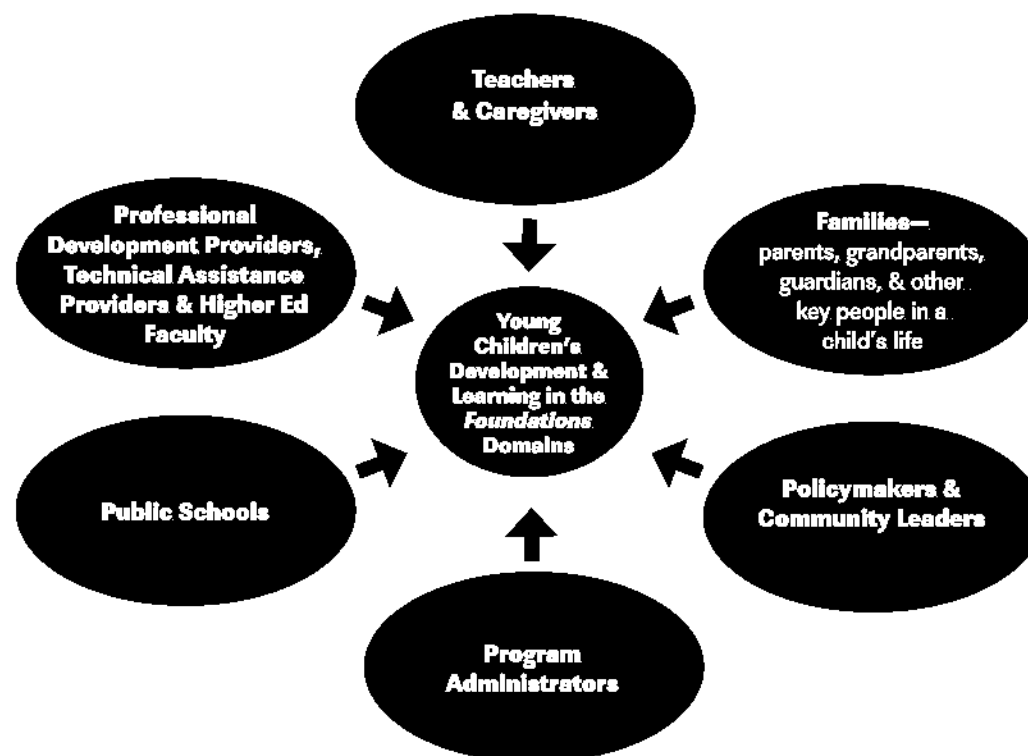 Teachers
& Caregivers
Professional
Development Providers,
Technical Assistance
Providers & Higher Ed
Faculty
Families—
parents, grandparents,
guardians, & other
key people in a
child's life
Young
Children's
Development &
Learning in the
Foundations
Domains
Public Schools
Policymakers &
Community Leaders
Program
Administrators